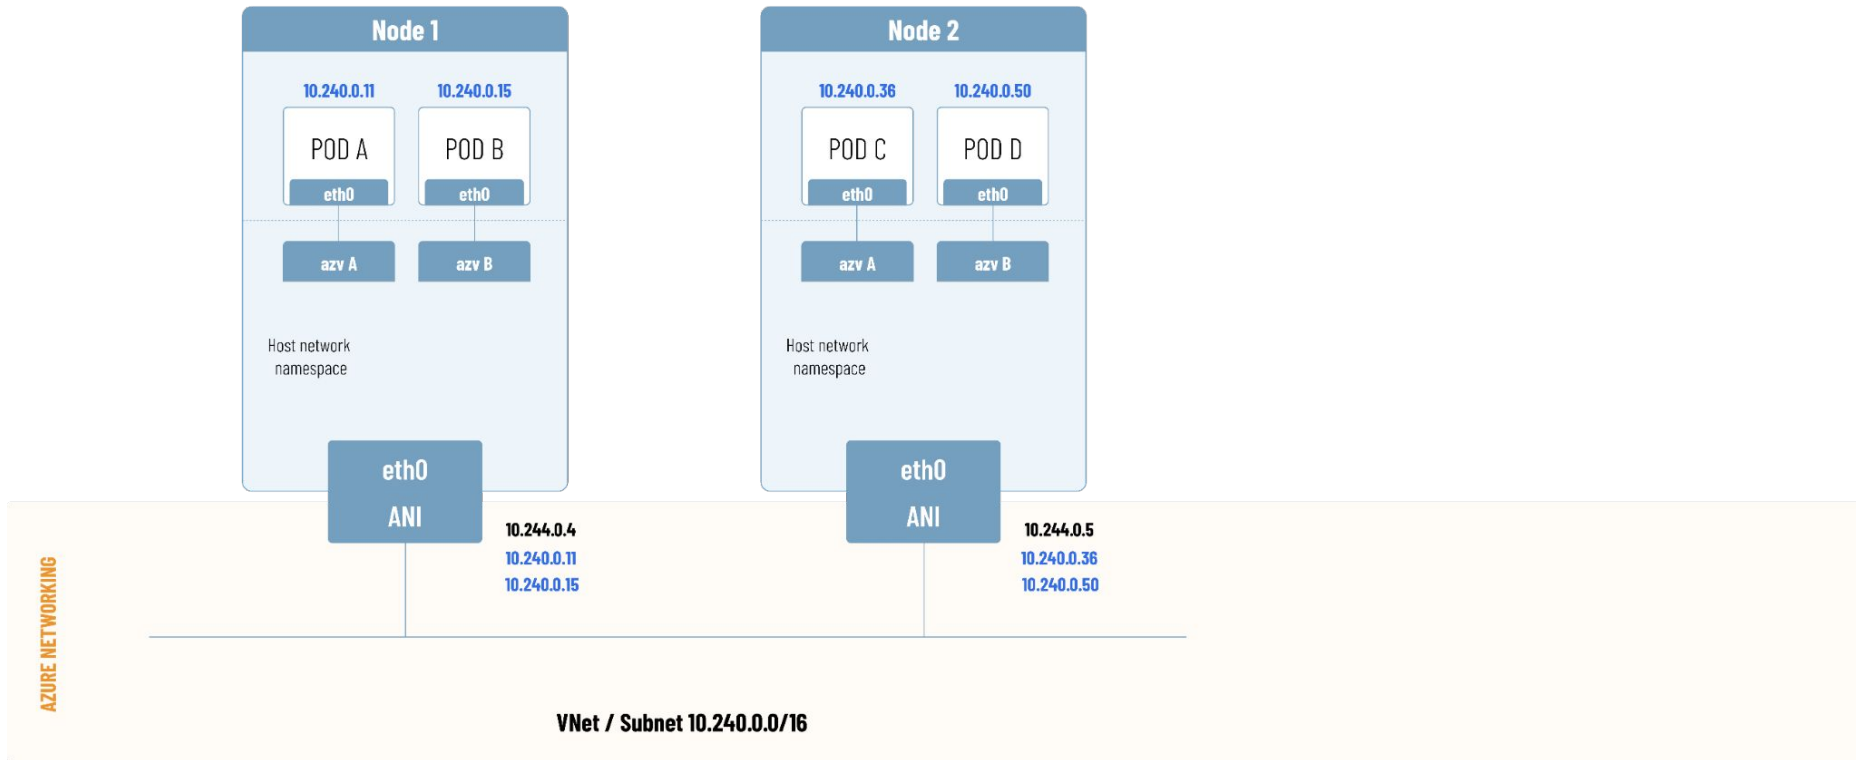 Node 1
10.240.0.11
10.240.0.15
POD A
POD B
eth0
eth0
azv A
azv B
Host network
namespace
eth0
ANI
10.244.0.4
10.240.0.11
10.240.0.15
Node 2
10.240.0.36
10.240.0.50
POD C
POD D
eth0
eth0
azv A
azv B
Host network
namespace
eth0
ANI
10.244.0.5
10.240.0.36
10.240.0.50
AZURE NETWORKING
VNet / Subnet 10.240.0.0/16